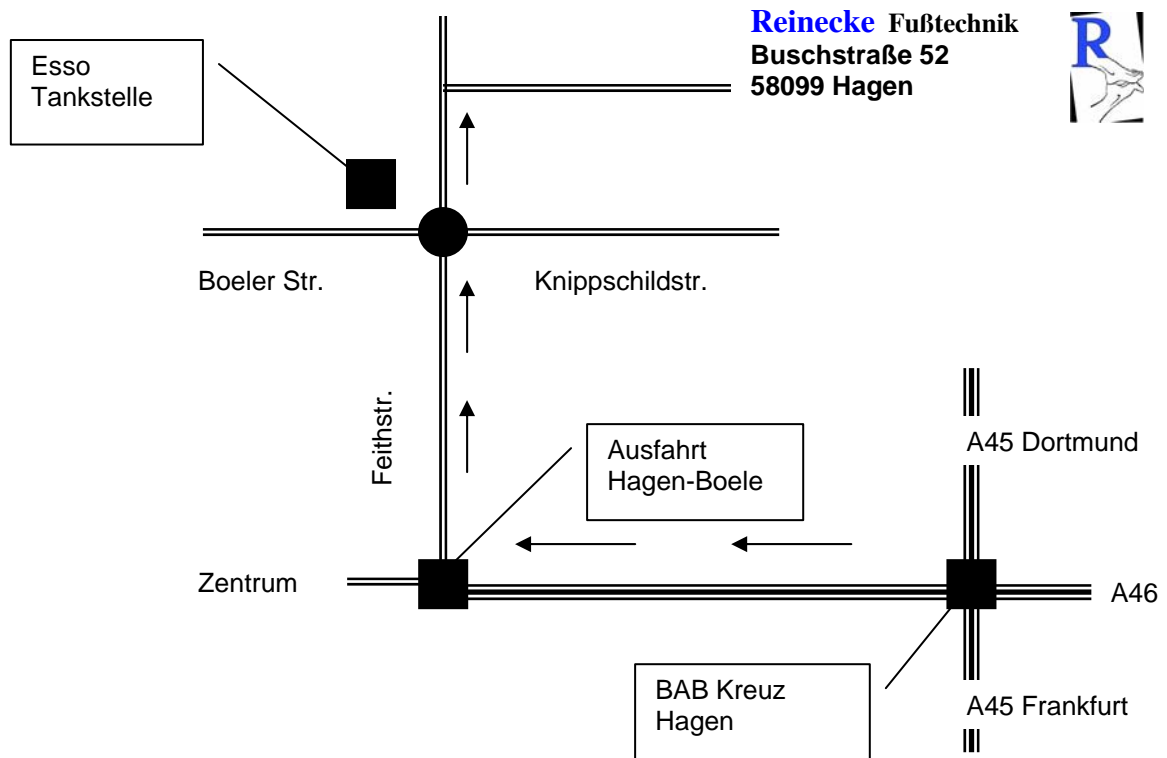 Reinecke Fußtechnik
Buschstraße 52
58099 Hagen
R
Esso
Tankstelle
Boeler Str.
Knippschildstr.
Feithstr.
Ausfahrt
Hagen-Boele
A45 Dortmund
Zentrum
A46
BAB Kreuz
Hagen
A45 Frankfurt